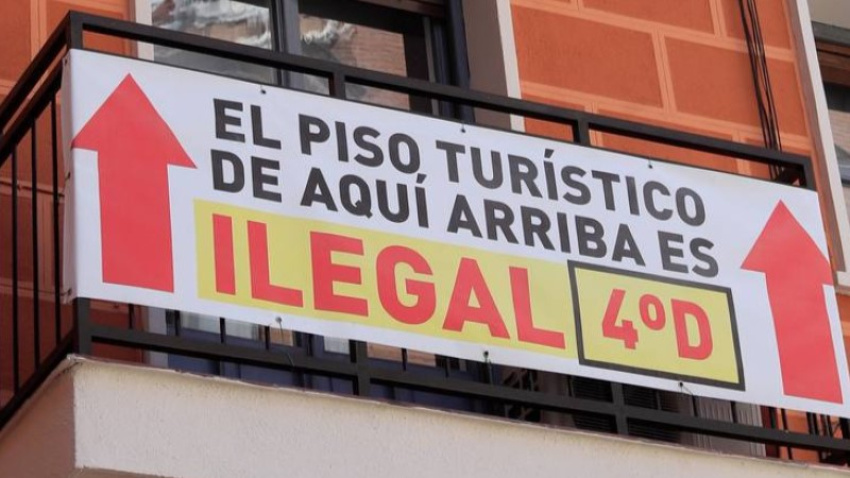 EL PISO TURÍSTICO
DE AQUÍ ARRIBA ES
ILEGAL 4ºD